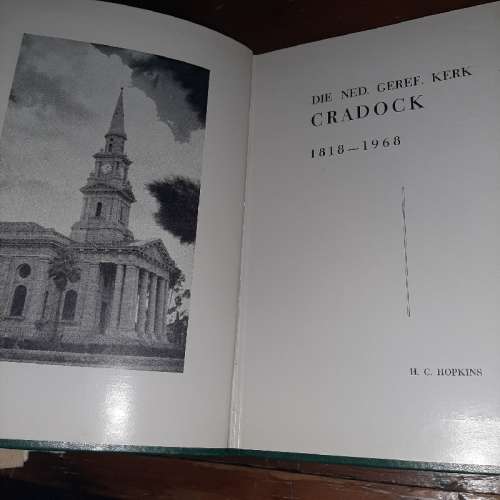 DIE NED. GEREF. KERK
CRADOCK
1818—1968
H. C. HOPKINS